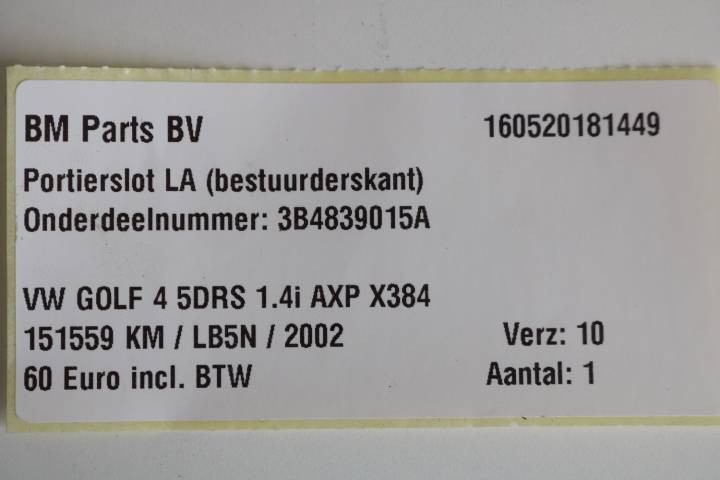 BM Parts BV 160520181449
Portierslot LA (bestuurderskant)
Onderdeelnummer: 3B4839015A
VW GOLF 4 5DRS 1.4i AXP X384
151559 KM / LB5N / 2002 Verz: 10
60 Euro incl. BTW Aantal: 1